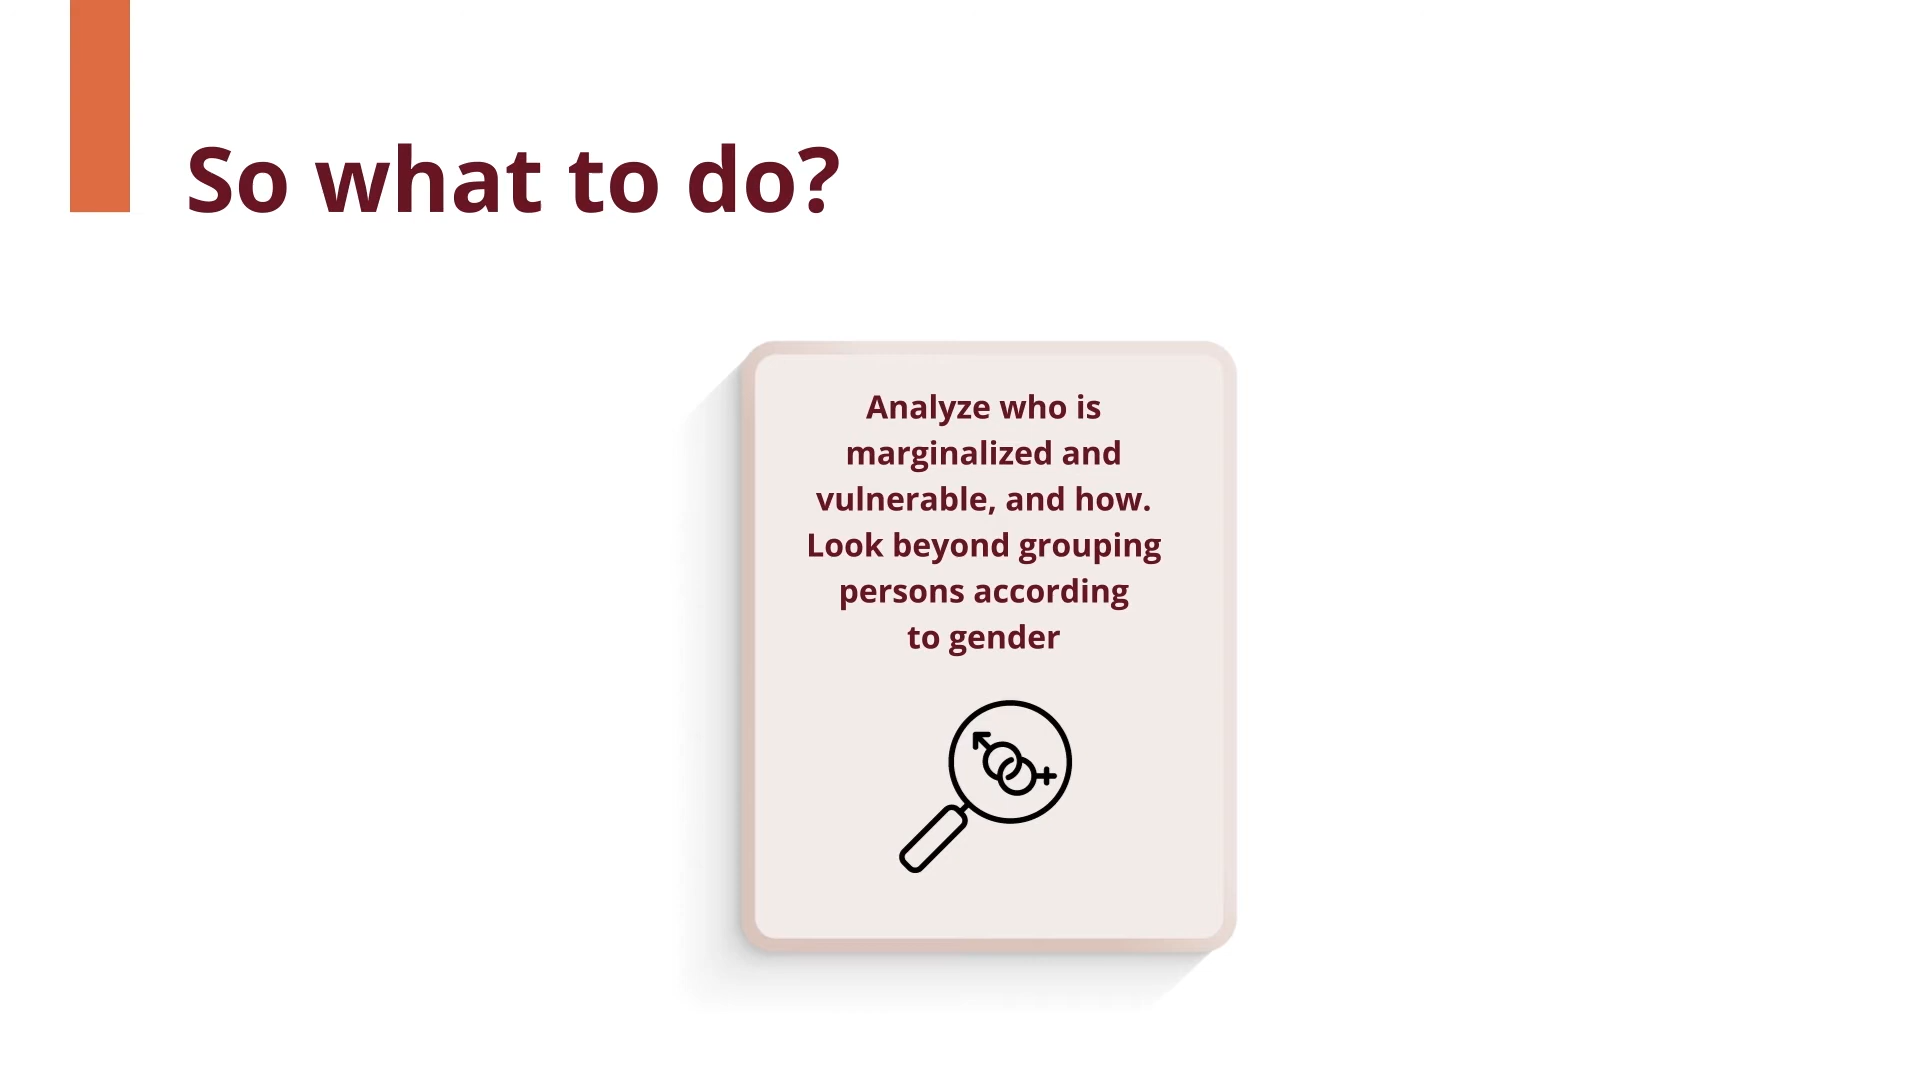 So what to do?
Analyze who is
marginalized and
vulnerable, and how.
Look beyond grouping
persons according
to gender